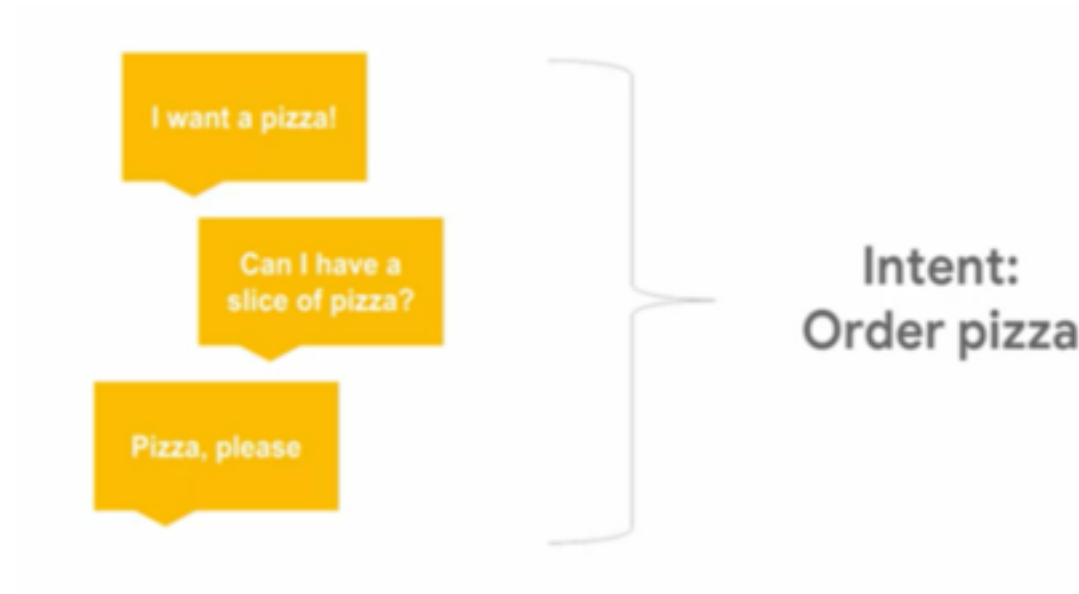 I want a pizza!
Can I have a
slice of pizza?
Pizza, please
Intent:
Order pizza